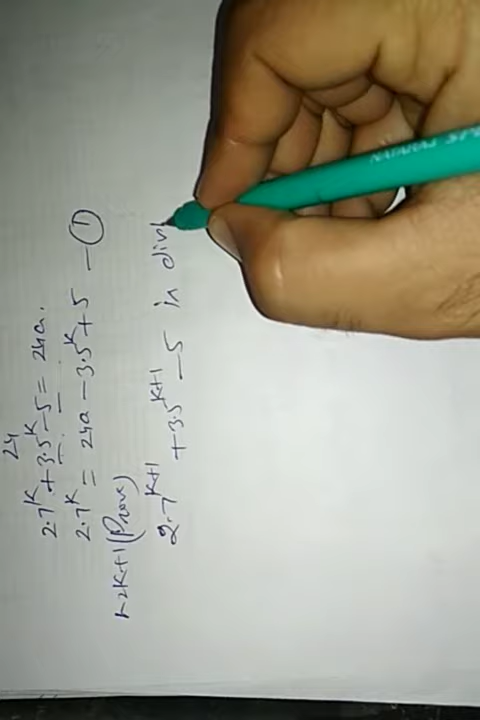 24
2.7^K + 3.5^K - 5 = 24a.
2.7^K = 24a - 3.5^K + 5 - ①
K+1 (Prove)
2.7^K+1 + 3.5^K+1 - 5 is div